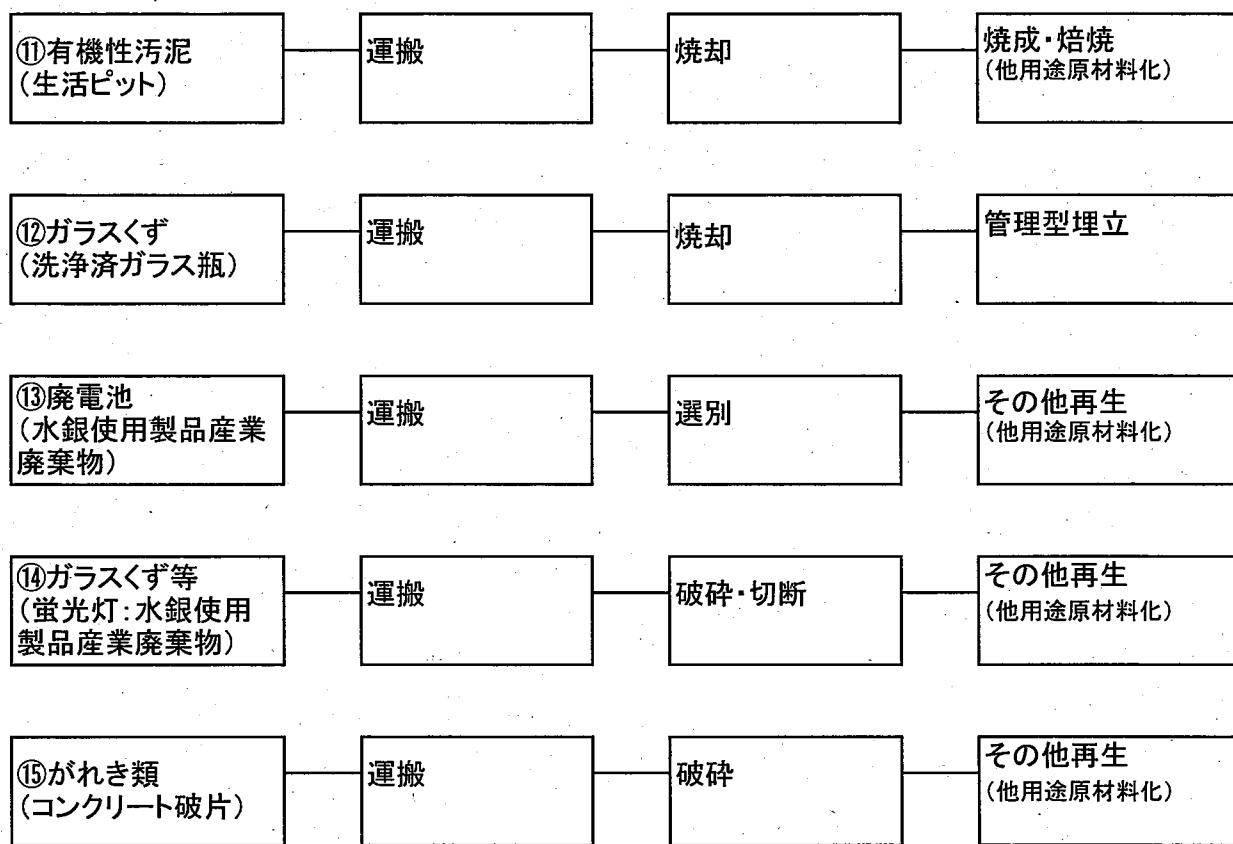 ⑪有機性汚泥
(生活ピット)
運搬
焼却
焼成・焙焼
(他用途原材料化)
⑫ガラスくず
(洗浄済ガラス瓶)
運搬
焼却
管理型埋立
⑬廃電池
(水銀使用製品産業
廃棄物)
運搬
選別
その他再生
(他用途原材料化)
⑭ガラスくず等
(蛍光灯:水銀使用
製品産業廃棄物)
運搬
破砕・切断
その他再生
(他用途原材料化)
⑮がれき類
(コンクリート破片)
運搬
破砕
その他再生
(他用途原材料化)